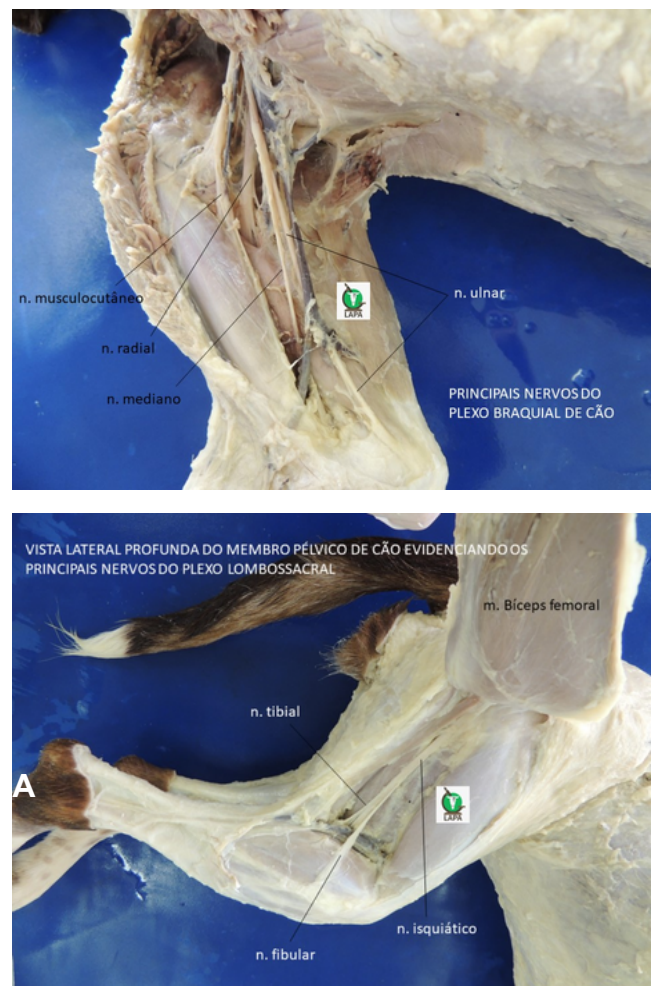 n. musculocutâneo
n. ulnar
n. radial
n. mediano
LAPA
PRINCIPAIS NERVOS DO
PLEXO BRAQUIAL DE CÃO
VISTA LATERAL PROFUNDA DO MEMBRO PÉLVICO DE CÃO EVIDENCIANDO OS
PRINCIPAIS NERVOS DO PLEXO LOMBOSSACRAL
m. Bíceps femoral
n. tibial
A
LAPA
n. isquiático
n. fibular